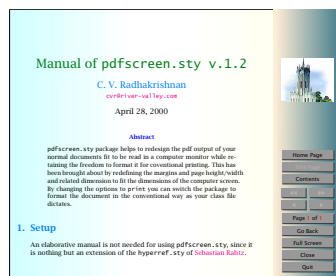 Manual of pdfscreen.sty v.1.2
C. V. Radhakrishnan
cvr@river-valley.com
April 28, 2000
Abstract
pdfscreen.sty package helps to redesign the pdf output of your
normal documents fit to be read in a computer monitor while re-
taining the freedom to format it for coventional printing. This has
been brought about by redefining the margins and page height/width
and related dimension to fit the dimensions of the computer screen.
By changing the options to print you can switch the package to
format the document in the conventional way as your class file
dictates.
1. Setup
An elaborative manual is not needed for using pdfscreen.sty, since it
is nothing but an extension of the hyperref.sty of Sebastian Rahtz.
Home Page
Contents
Page 1 of 1
Go Back
Full Screen
Close
Quit